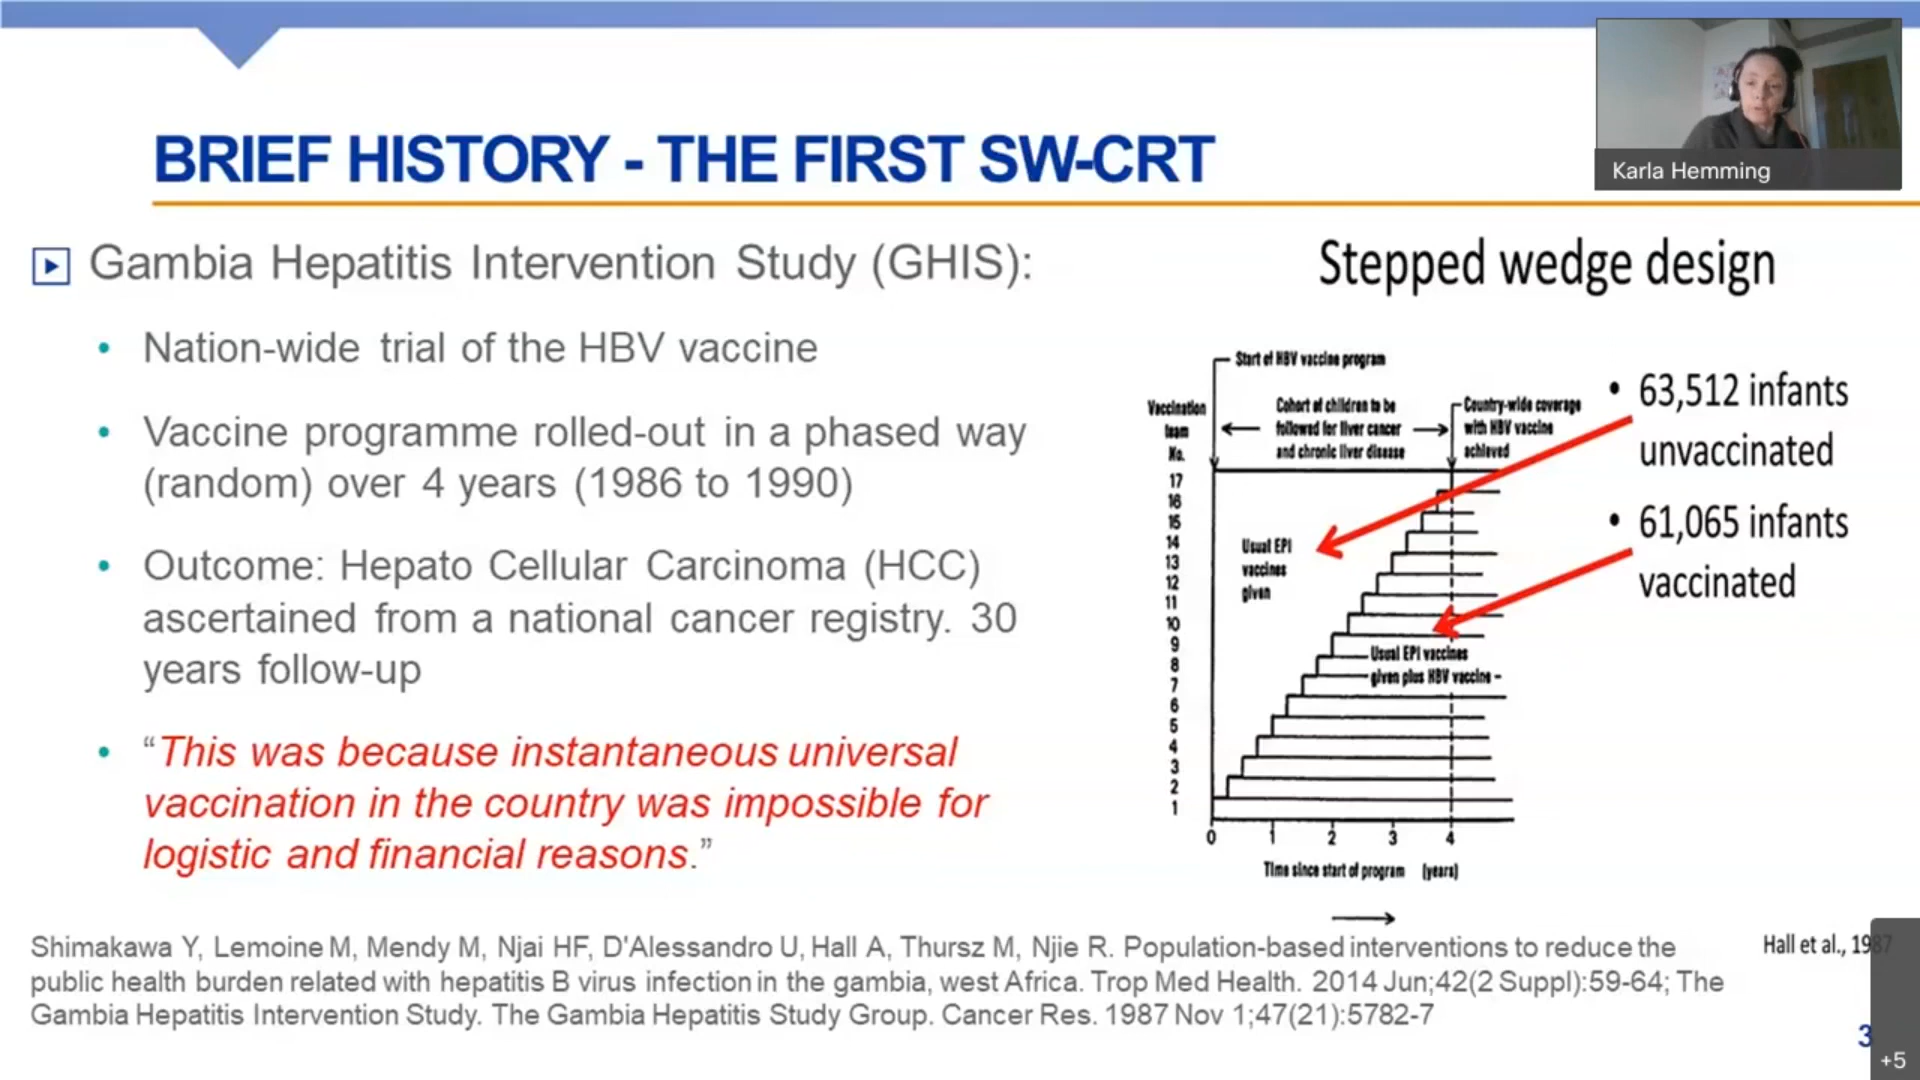 Karla Hemming
BRIEF HISTORY - THE FIRST SW-CRT
Gambia Hepatitis Intervention Study (GHIS):
• Nation-wide trial of the HBV vaccine
• Vaccine programme rolled-out in a phased way
(random) over 4 years (1986 to 1990)
• Outcome: Hepato Cellular Carcinoma (HCC)
ascertained from a national cancer registry. 30
years follow-up
• “This was because instantaneous universal
vaccination in the country was impossible for
logistic and financial reasons.”
Stepped wedge design
Start of HBV vaccine program
Vaccination
team
No.
Cohort of children to be
followed for liver cancer
and chronic liver disease
Country-wide coverage
with HBV vaccine
achieved
17
16
15
14
13
12
11
10
9
8
7
6
5
4
3
2
1
Usual EPI
vaccines
given
Usual EPI vaccines
given plus HBV vaccine -
0 1 2 3 4
Time since start of program (years)
• 63,512 infants
unvaccinated
• 61,065 infants
vaccinated
Hall et al., 1987
Shimakawa Y, Lemoine M, Mendy M, Njai HF, D'Alessandro U, Hall A, Thursz M, Njie R. Population-based interventions to reduce the
public health burden related with hepatitis B virus infection in the gambia, west Africa. Trop Med Health. 2014 Jun;42(2 Suppl):59-64; The
Gambia Hepatitis Intervention Study. The Gambia Hepatitis Study Group. Cancer Res. 1987 Nov 1;47(21):5782-7
3
+5